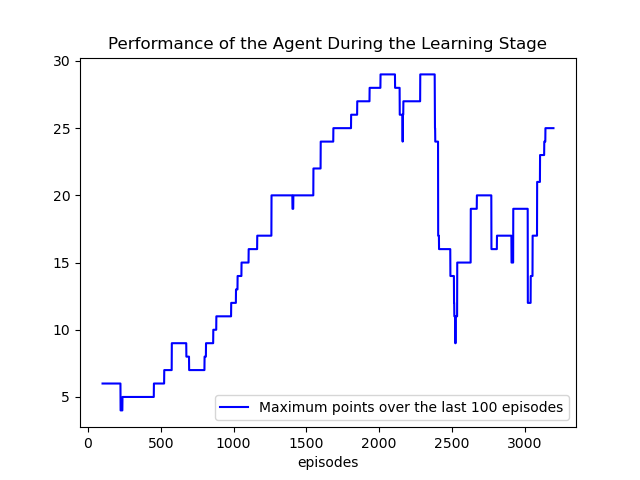 Performance of the Agent During the Learning Stage
30
25
20
15
10
5
Maximum points over the last 100 episodes
0 500 1000 1500 2000 2500 3000
episodes